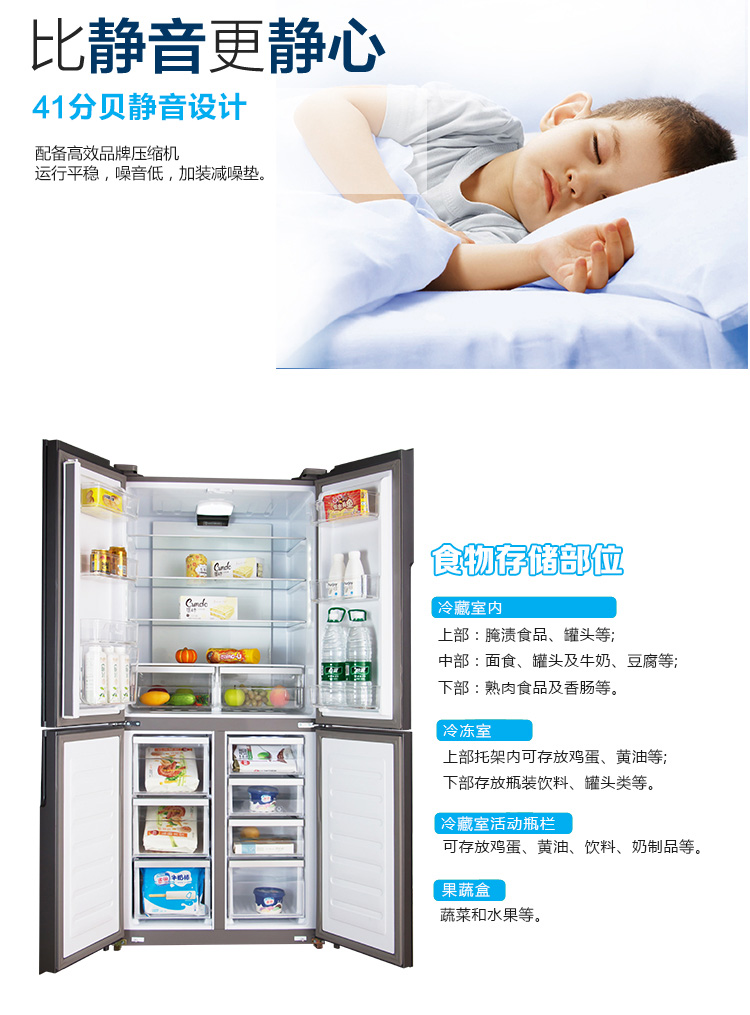 比静音更静心
41分贝静音设计
配备高效品牌压缩机
运行平稳，噪音低，加装减噪垫。
食物存储部位
冷藏室内
上部：腌渍食品、罐头等;
中部：面食、罐头及牛奶、豆腐等;
下部：熟肉食品及香肠等。
冷冻室
上部托架内可存放鸡蛋、黄油等;
下部存放瓶装饮料、罐头类等。
冷藏室活动瓶栏
可存放鸡蛋、黄油、饮料、奶制品等。
果蔬盒
蔬菜和水果等。